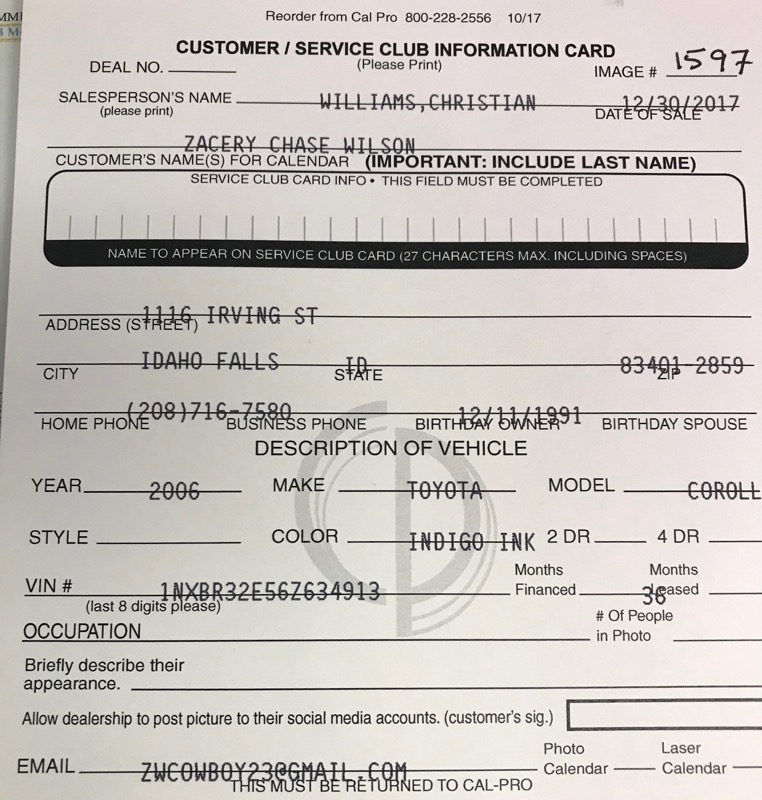 Reorder from Cal Pro 800-228-2556 10/17
CUSTOMER / SERVICE CLUB INFORMATION CARD
(Please Print)
DEAL NO.
IMAGE # 1597
SALESPERSON'S NAME WILLIAMS,CHRISTIAN 12/30/2017
(please print) DATE OF SALE
ZACERY CHASE WILSON
CUSTOMER'S NAME(S) FOR CALENDAR (IMPORTANT: INCLUDE LAST NAME)
SERVICE CLUB CARD INFO • THIS FIELD MUST BE COMPLETED
NAME TO APPEAR ON SERVICE CLUB CARD (27 CHARACTERS MAX. INCLUDING SPACES)
1116 IRVING ST
ADDRESS (STREET)
IDAHO FALLS ID 83401-2859
CITY STATE ZIP
(208)716-7580 12/11/1991
HOME PHONE BUSINESS PHONE BIRTHDAY OWNER BIRTHDAY SPOUSE
DESCRIPTION OF VEHICLE
YEAR 2006 MAKE TOYOTA MODEL COROLL
STYLE COLOR INDIGO INK 2 DR. 4 DR
VIN # 1NXBR32E56Z634913 Months Financed 36 Months Leased
(last 8 digits please)
OCCUPATION # Of People in Photo
Briefly describe their
appearance.
Allow dealership to post picture to their social media accounts. (customer's sig.)
EMAIL ZWCOWBOY23@GMAIL.COM Photo Calendar Laser Calendar
THIS MUST BE RETURNED TO CAL-PRO